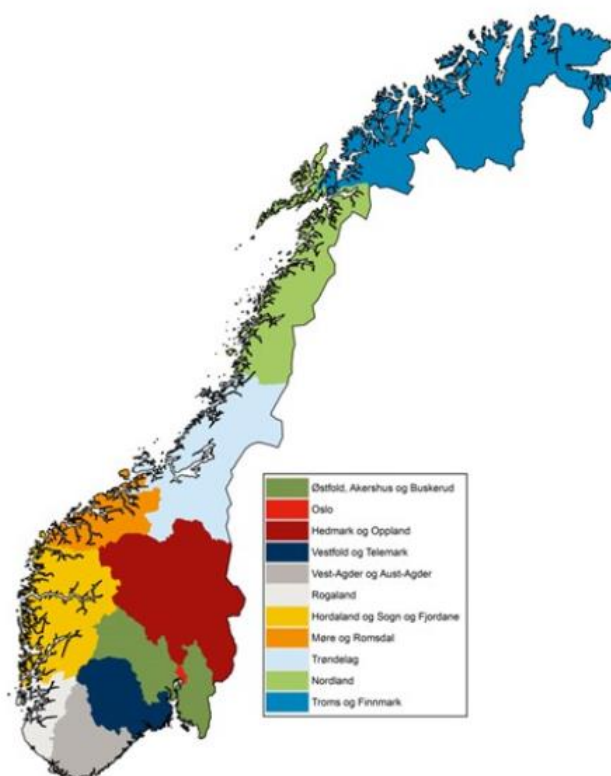 Østfold, Akershus og Buskerud
Oslo
Hedmark og Oppland
Vestfold og Telemark
Vest-Agder og Aust-Agder
Rogaland
Hordaland og Sogn og Fjordane
Møre og Romsdal
Trøndelag
Nordland
Troms og Finnmark